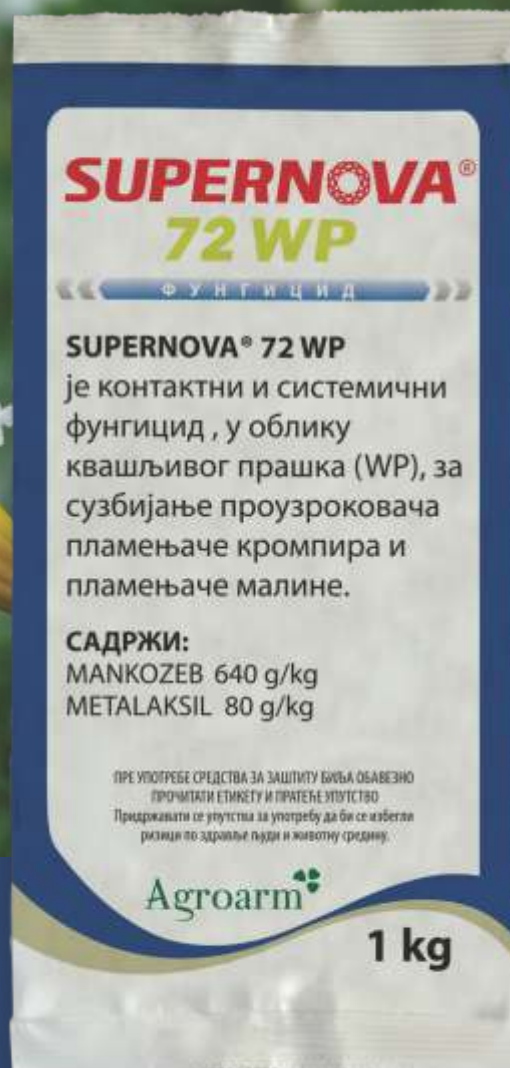 SUPERNOVA®
72 WP
ФУНГИЦИД
SUPERNOVA® 72 WP
је контактни и системични
фунгицид , у облику
квашљивог прашка (WP), за
сузбијање проузроковача
пламењаче кромпира и
пламењаче малине.
САДРЖИ:
MANKOZEB 640 g/kg
METALAKSIL 80 g/kg
ПРЕ УПОТРЕБЕ СРЕДСТВА ЗА ЗАШТИТУ БИЉА ОБАВЕЗНО
ПРОЧИТАТИ ЕТИКЕТУ И ПРАТЕЋЕ УПУТСТВО
Придржавати се упутства за употребу да би се избегли
ризици по здравље људи и животну средину.
Agroarm
1 kg